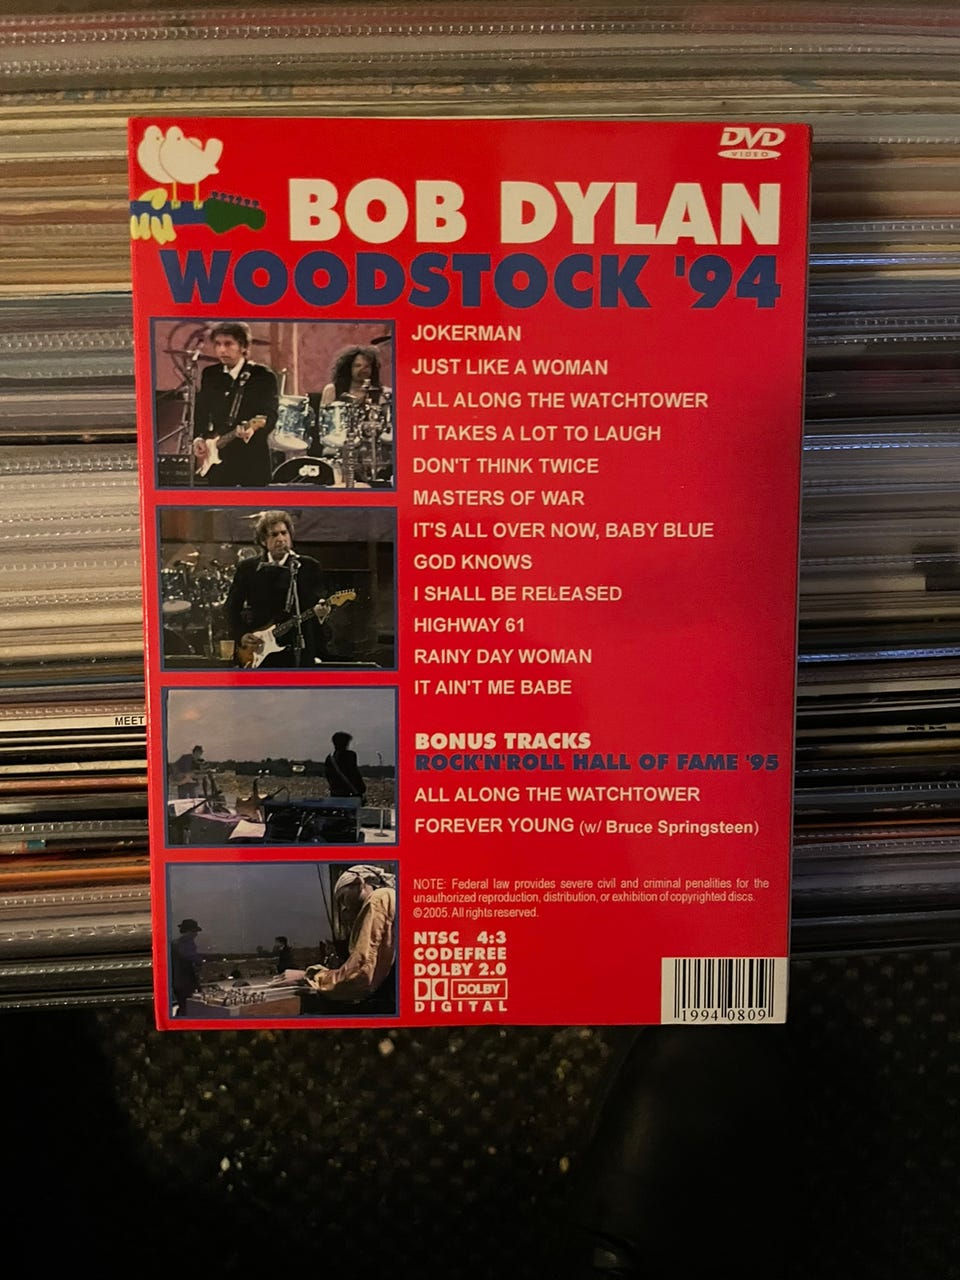 DVD
VIDEO
BOB DYLAN
WOODSTOCK '94
JOKERMAN
JUST LIKE A WOMAN
ALL ALONG THE WATCHTOWER
IT TAKES A LOT TO LAUGH
DON'T THINK TWICE
MASTERS OF WAR
IT'S ALL OVER NOW, BABY BLUE
GOD KNOWS
I SHALL BE RELEASED
HIGHWAY 61
RAINY DAY WOMAN
IT AIN'T ME BABE
MEET
BONUS TRACKS
ROCK'N'ROLL HALL OF FAME '95
ALL ALONG THE WATCHTOWER
FOREVER YOUNG (w/ Bruce Springsteen)
NOTE: Federal law provides severe civil and criminal penalities for the
unauthorized reproduction, distribution, or exhibition of copyrighted discs.
©2005. All rights reserved.
NTSC 4:3
CODEFREE
DOLBY 2.0
DOLBY
DIGITAL
1994 0809